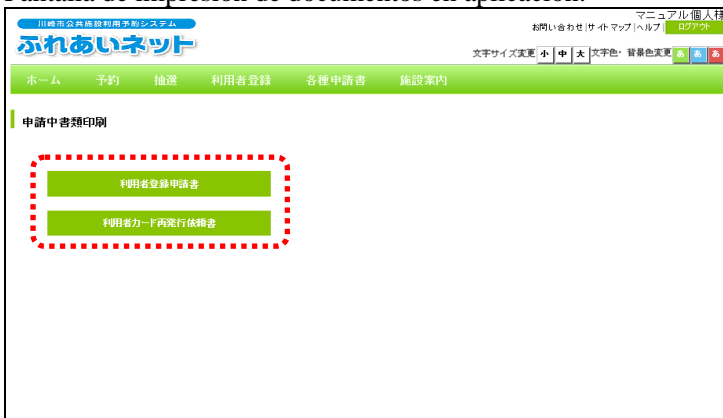 Pantalla de impresión de documentos en aplicación.
マニュアル個人様
川崎市公共施設利用予約システム
お問い合わせ|サイトマップ|ヘルプ| ログアウト
ふれあいネット
文字サイズ変更 小 中 大 文字色・背景色変更 あ あ あ
ホーム 予約 抽選 利用者登録 各種申請書 施設案内
申請中書類印刷
利用者登録申請書
利用者カード再発行依頼書